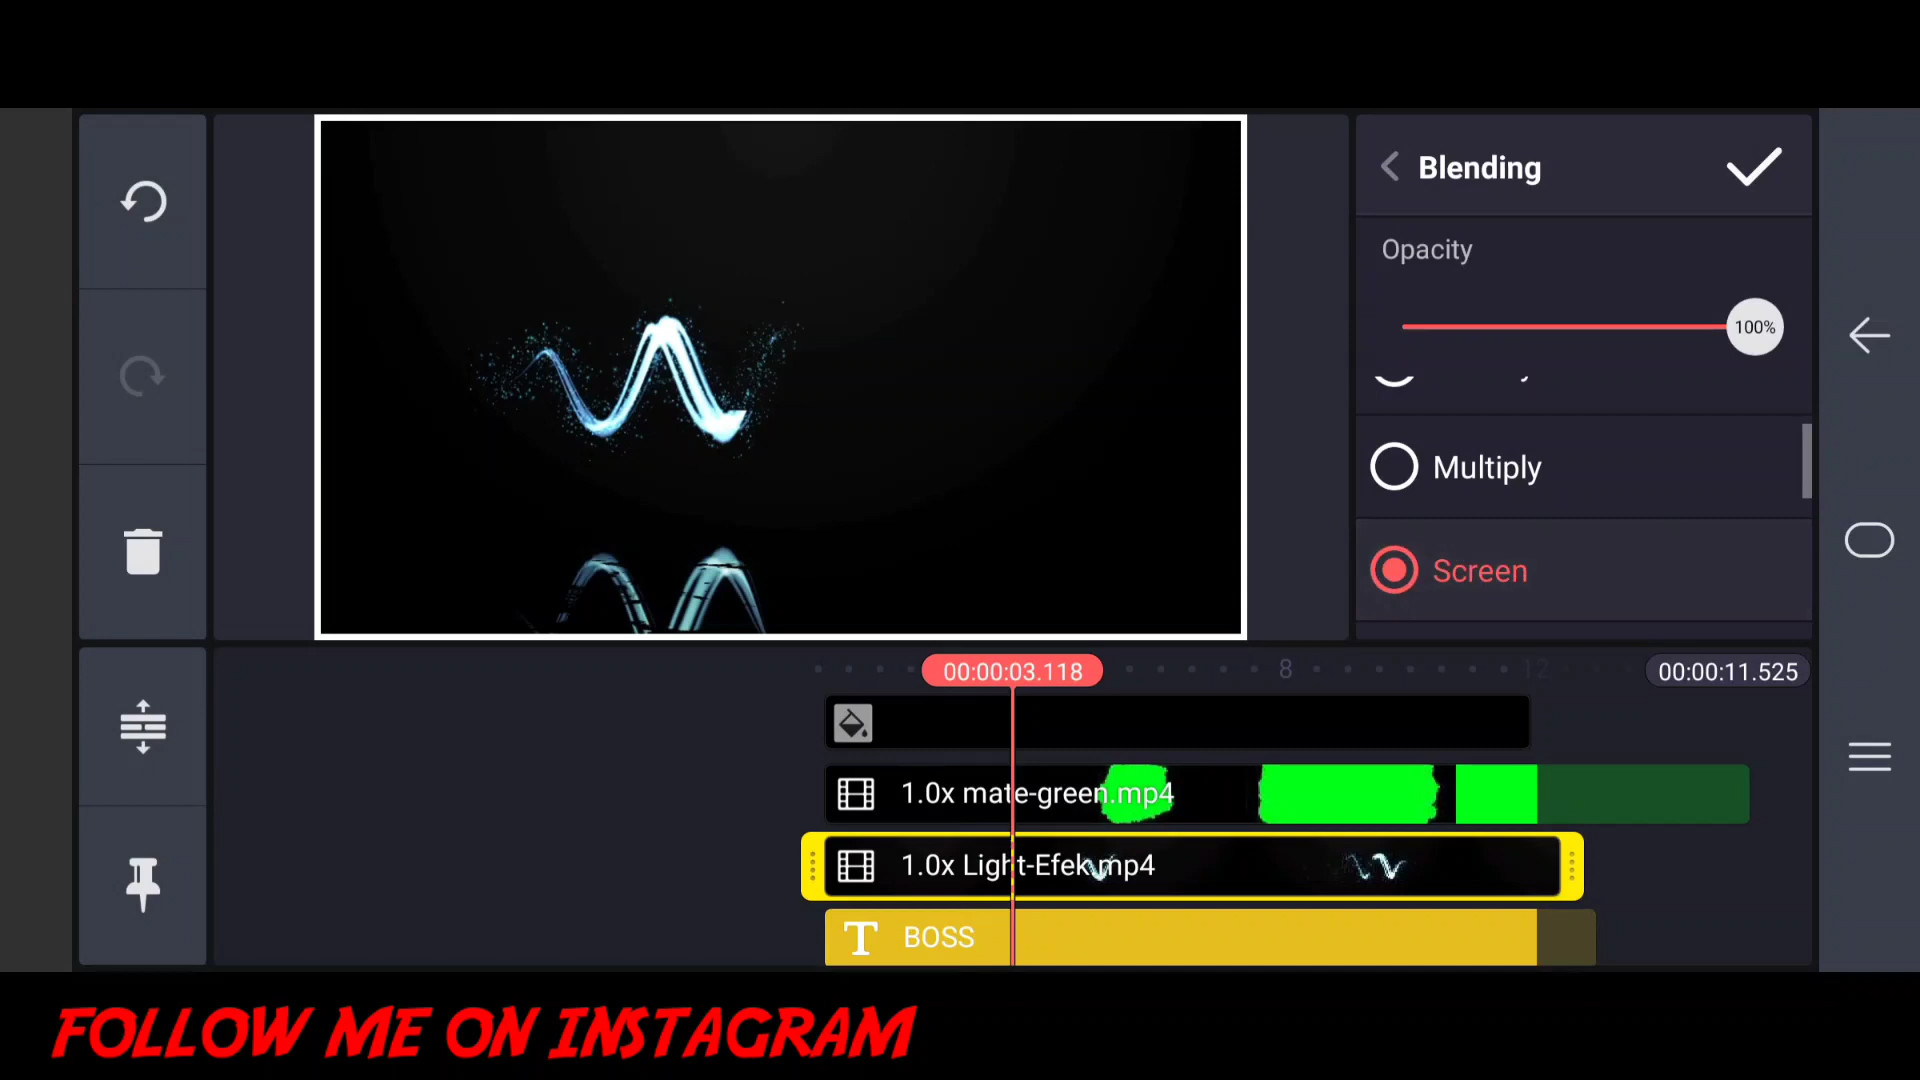 Blending
Opacity
100%
Multiply
Screen
00:00:03.118
8
12
00:00:11.525
1.0x mate-green.mp4
1.0x Light-Efek.mp4
T BOSS
FOLLOW ME ON INSTAGRAM